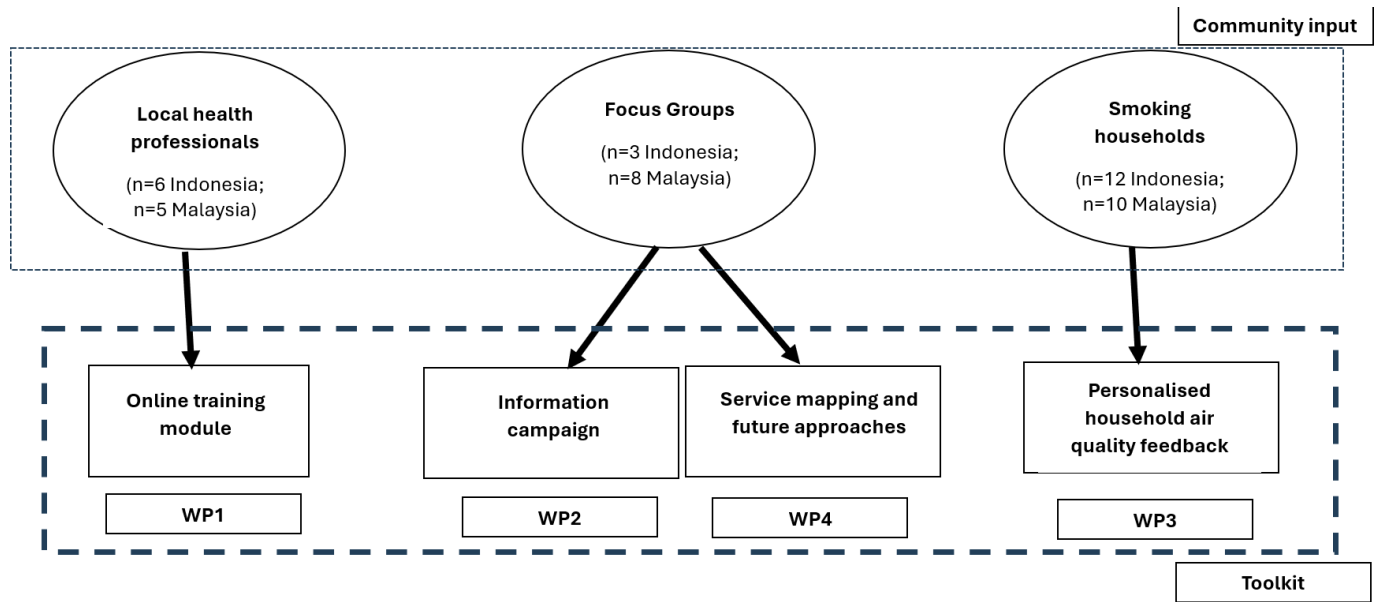 Community input
Local health
professionals
(n=6 Indonesia;
n=5 Malaysia)
Focus Groups
(n=3 Indonesia;
n=8 Malaysia)
Smoking
households
(n=12 Indonesia;
n=10 Malaysia)
Online training
module
Information
campaign
Service mapping and
future approaches
Personalised
household air
quality feedback
WP1
WP2
WP4
WP3
Toolkit